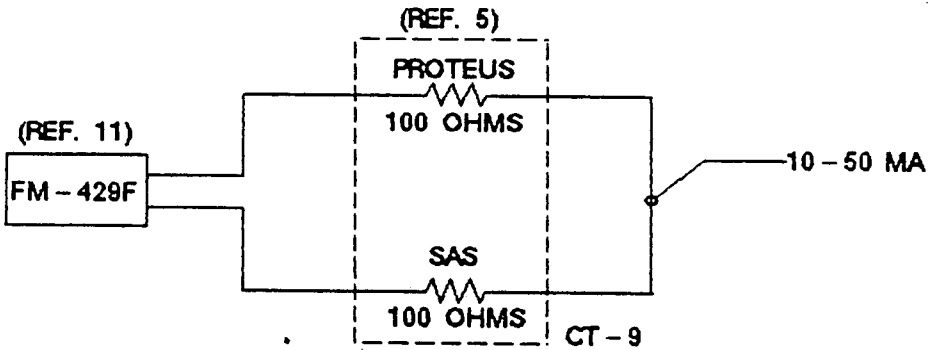 (REF. 5)
PROTEUS
100 OHMS
(REF. 11)
FM - 429F
10 - 50 MA
SAS
100 OHMS
CT - 9